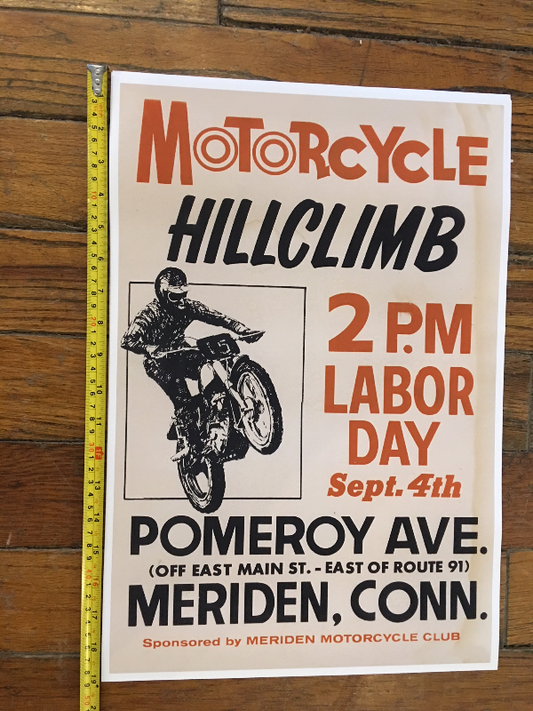 MOTORCYCLE
HILLCLIMB
2 P.M
LABOR
DAY
Sept. 4th
POMEROY AVE.
(OFF EAST MAIN ST. - EAST OF ROUTE 91)
MERIDEN, CONN.
Sponsored by MERIDEN MOTORCYCLE CLUB